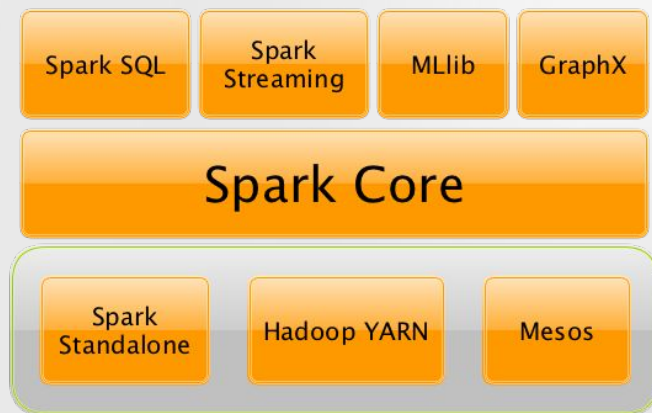 Spark SQL
Spark
Streaming
MLlib
GraphX
Spark Core
Spark
Standalone
Hadoop YARN
Mesos